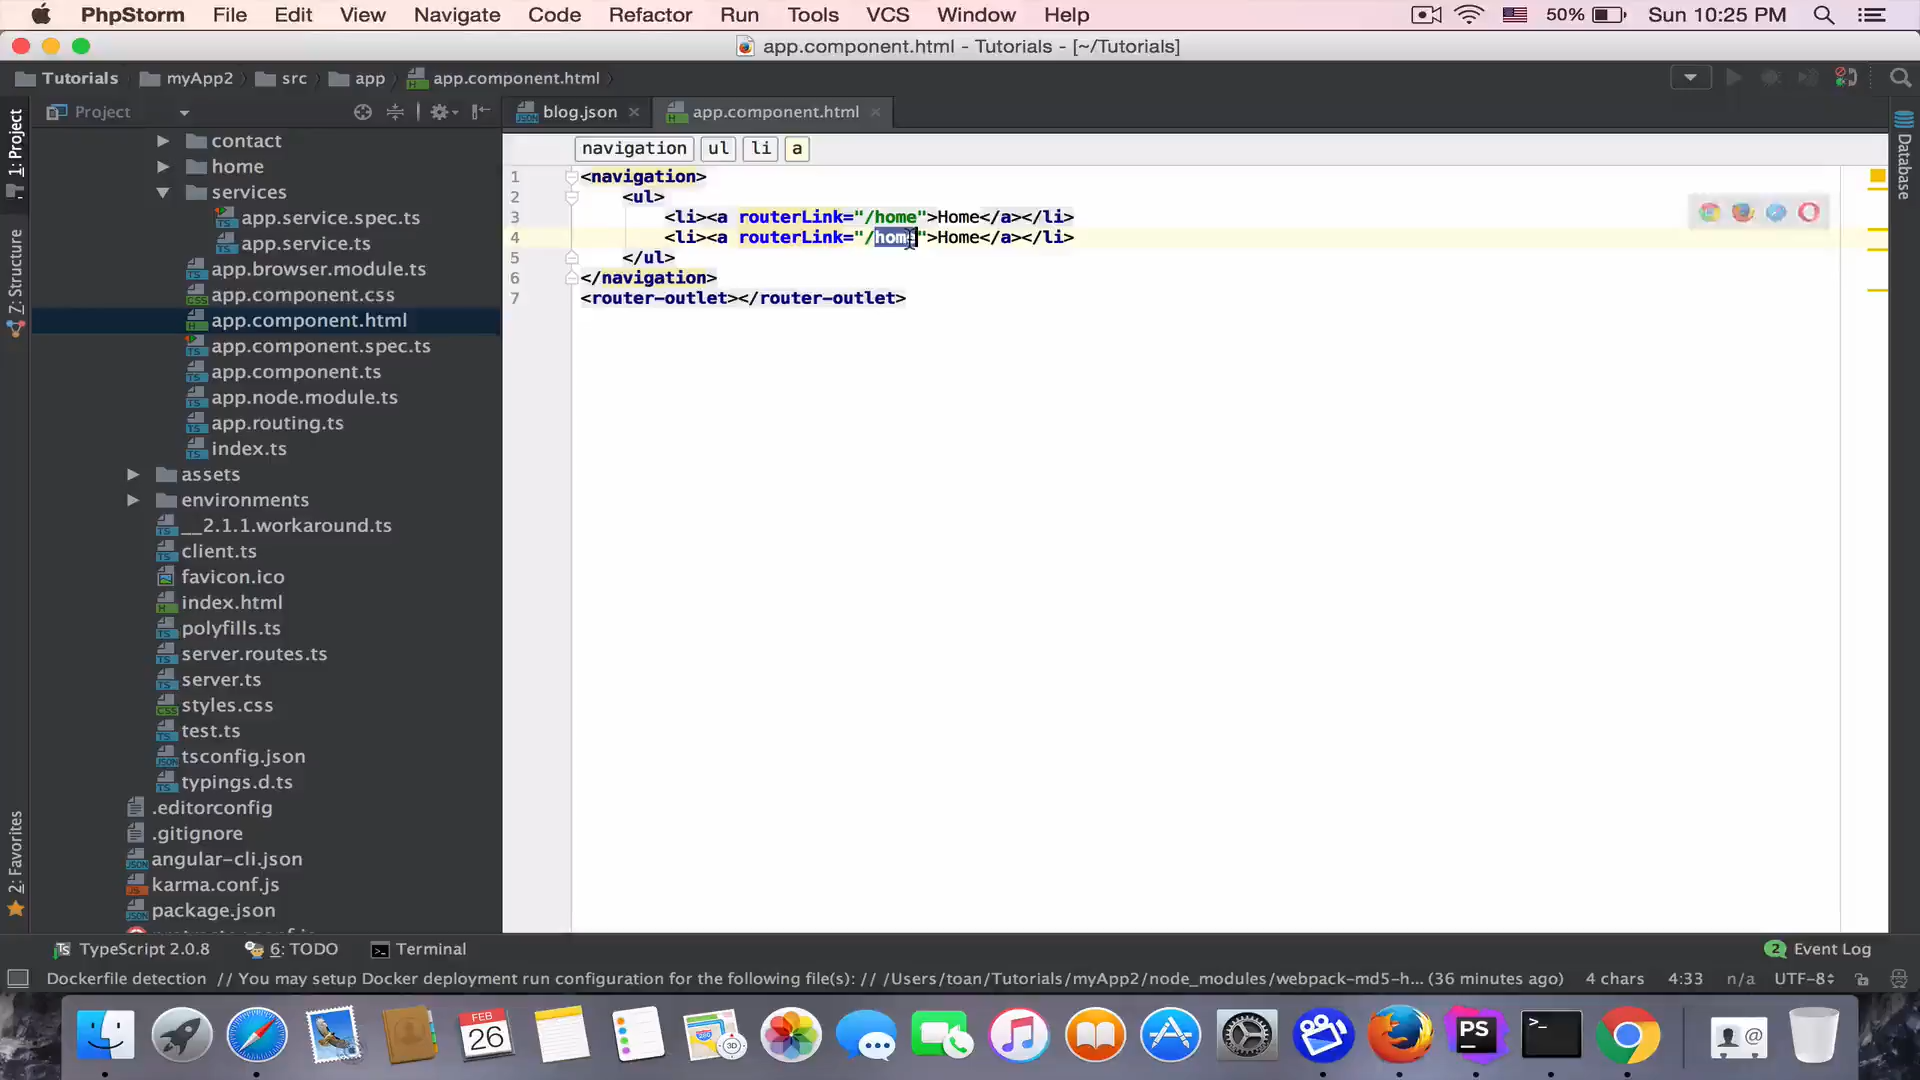 PhpStorm File Edit View Navigate Code Refactor Run Tools VCS Window Help 50% Sun 10:25 PM
app.component.html - Tutorials - [~/Tutorials]
Tutorials myApp2 src app app.component.html
Project
blog.json app.component.html
1: Project
7: Structure
2: Favorites
Database
contact
home
services
app.service.spec.ts
app.service.ts
app.browser.module.ts
app.component.css
app.component.html
app.component.spec.ts
app.component.ts
app.node.module.ts
app.routing.ts
index.ts
assets
environments
__2.1.1.workaround.ts
client.ts
favicon.ico
index.html
polyfills.ts
server.routes.ts
server.ts
styles.css
test.ts
tsconfig.json
typings.d.ts
.editorconfig
.gitignore
angular-cli.json
karma.conf.js
package.json
navigation ul li a
1 <navigation>
2 <ul>
3 <li><a routerLink="/home">Home</a></li>
4 <li><a routerLink="/home">Home</a></li>
5 </ul>
6 </navigation>
7 <router-outlet></router-outlet>
TypeScript 2.0.8 6: TODO Terminal 2 Event Log
Dockerfile detection // You may setup Docker deployment run configuration for the following file(s): // /Users/toan/Tutorials/myApp2/node_modules/webpack-md5-h... (36 minutes ago) 4 chars 4:33 n/a UTF-8
FEB
26
3D
PS
>_
@